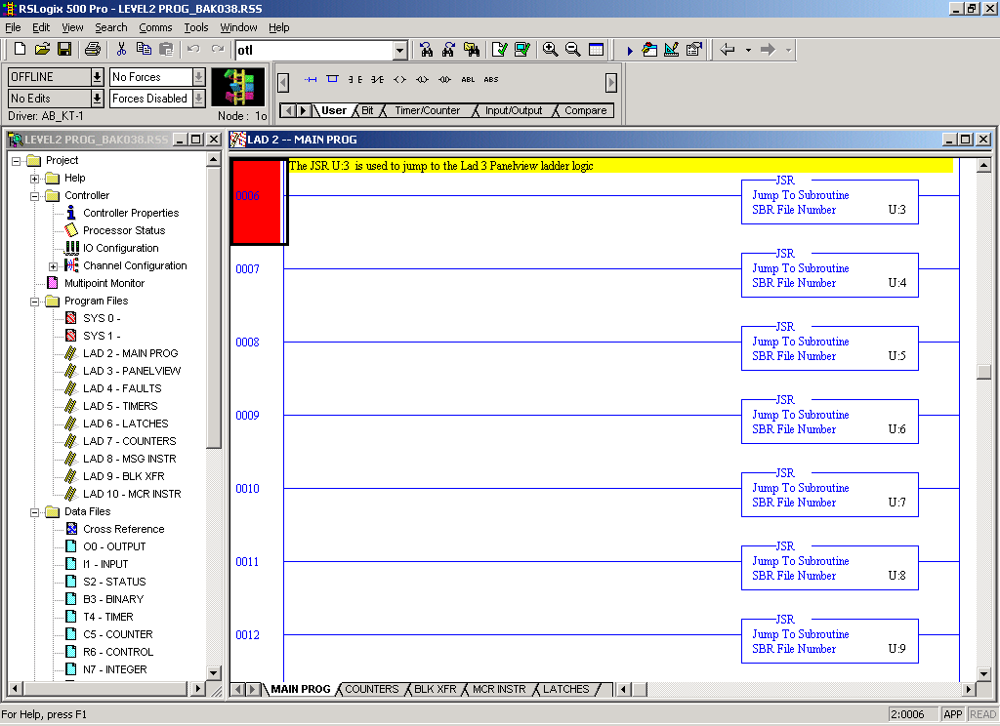 RSLogix 500 Pro - LEVEL2 PROG_BAK038.RS5
File Edit View Search Comms Tools Window Help
otl
OFFLINE No Forces
No Edits Forces Disabled
Driver: AB_KT-1 Node : 1o
ABL ABS
User Bit Timer/Counter Input/Output Compare
LEVEL2 PROG_BAK038.RS5
Project
Help
Controller
Controller Properties
Processor Status
IO Configuration
Channel Configuration
Multipoint Monitor
Program Files
SYS 0 -
SYS 1 -
LAD 2 - MAIN PROG
LAD 3 - PANELVIEW
LAD 4 - FAULTS
LAD 5 - TIMERS
LAD 6 - LATCHES
LAD 7 - COUNTERS
LAD 8 - MSG INSTR
LAD 9 - BLK XFR
LAD 10 - MCR INSTR
Data Files
Cross Reference
O0 - OUTPUT
I1 - INPUT
S2 - STATUS
B3 - BINARY
T4 - TIMER
C5 - COUNTER
R6 - CONTROL
N7 - INTEGER
LAD 2 -- MAIN PROG
The JSR U:3 is used to jump to the Lad 3 Panelview ladder logic
0006
JSR
Jump To Subroutine
SBR File Number U:3
0007
JSR
Jump To Subroutine
SBR File Number U:4
0008
JSR
Jump To Subroutine
SBR File Number U:5
0009
JSR
Jump To Subroutine
SBR File Number U:6
0010
JSR
Jump To Subroutine
SBR File Number U:7
0011
JSR
Jump To Subroutine
SBR File Number U:8
0012
JSR
Jump To Subroutine
SBR File Number U:9
MAIN PROG COUNTERS BLK XFR MCR INSTR LATCHES
For Help, press F1
2:0006 APP READ